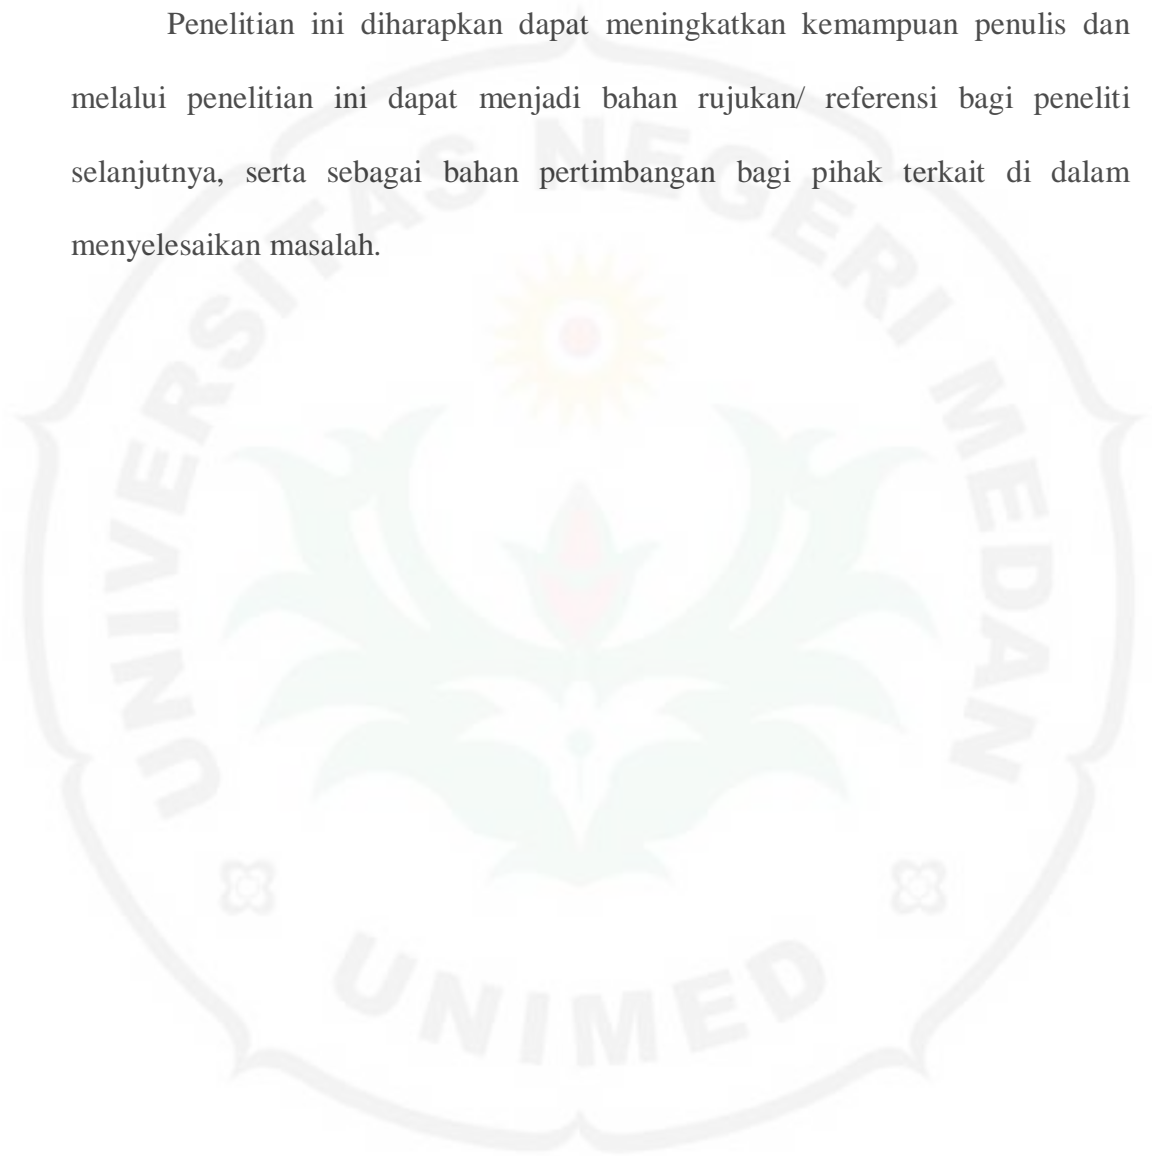 Penelitian ini diharapkan dapat meningkatkan kemampuan penulis dan
melalui penelitian ini dapat menjadi bahan rujukan/ referensi bagi peneliti
selanjutnya, serta sebagai bahan pertimbangan bagi pihak terkait di dalam
menyelesaikan masalah.
UNIVERSITAS NEGERI MEDAN
UNIMED